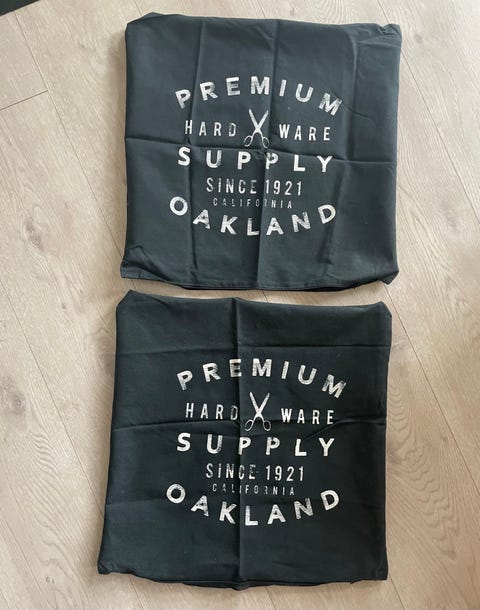 PREMIUM
HARD WARE
SUPPLY
SINCE 1921
CALIFORNIA
OAKLAND
PREMIUM
HARD WARE
SUPPLY
SINCE 1921
CALIFORNIA
OAKLAND